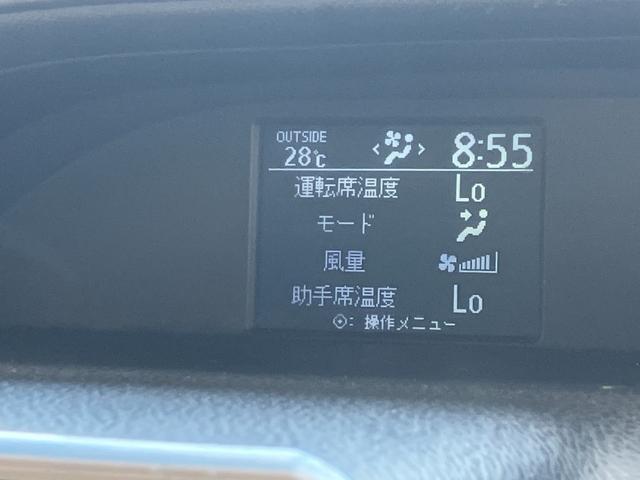 OUTSIDE
28℃ 8:55
運転席温度 Lo
モード
風量
助手席温度 Lo
: 操作メニュー